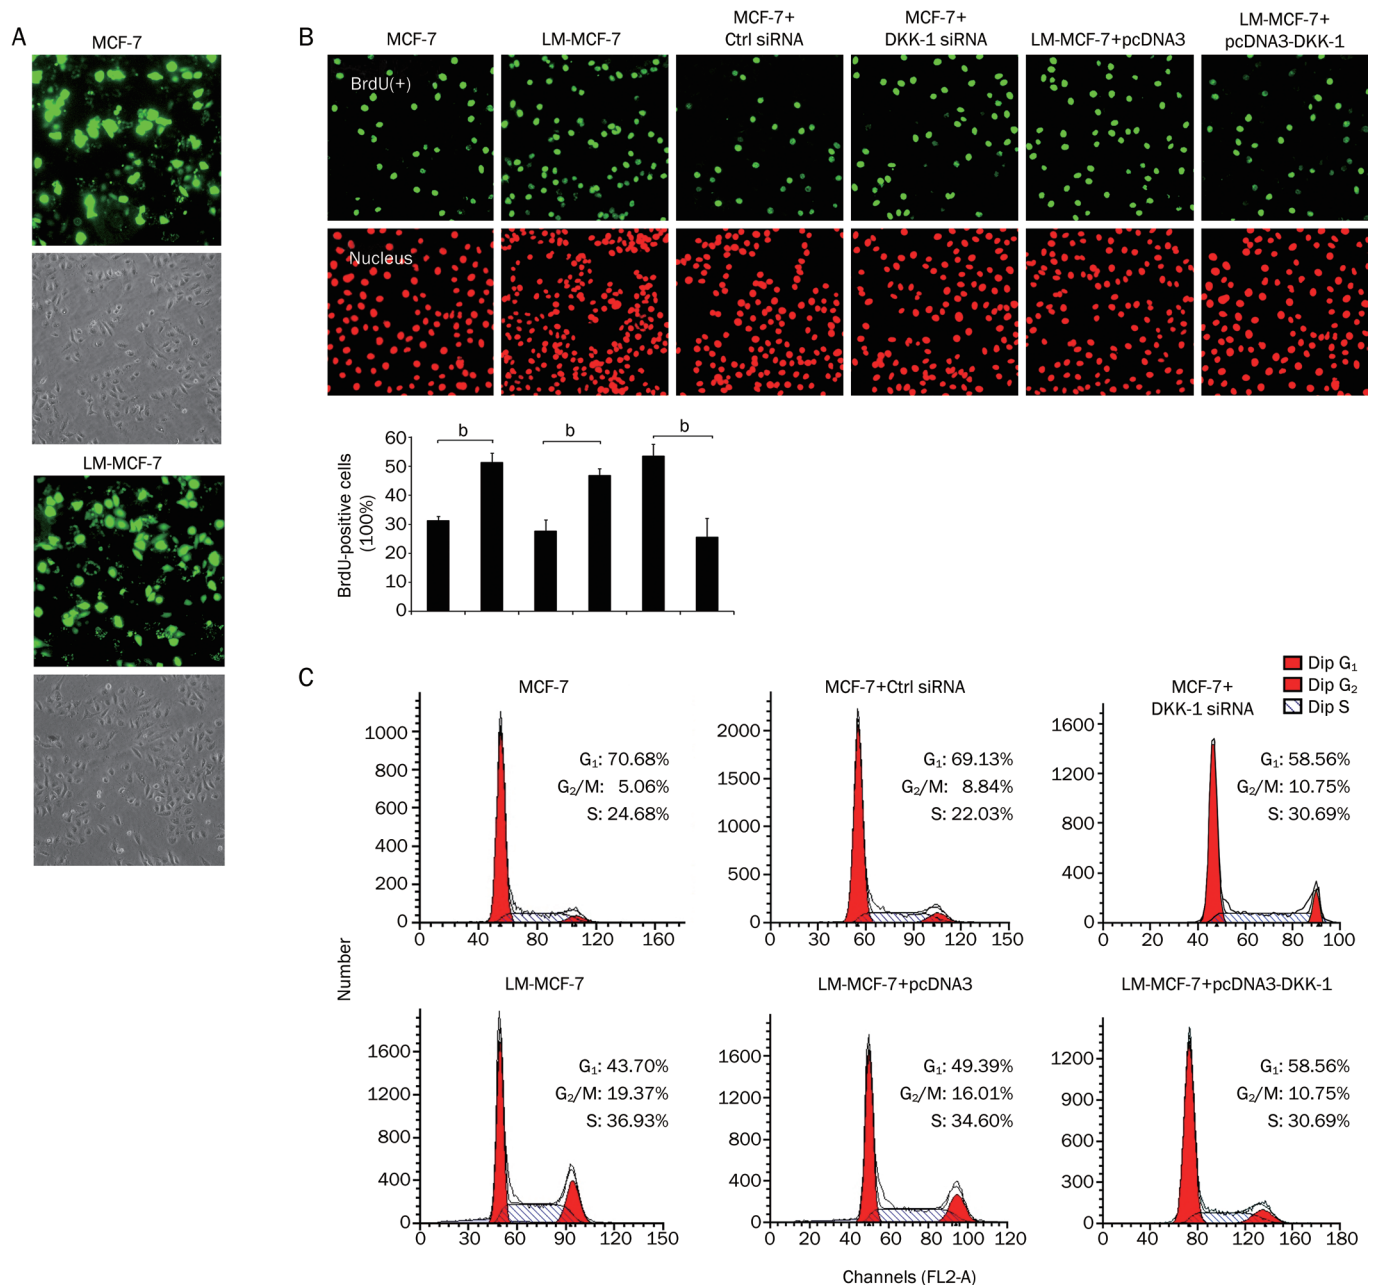 A
MCF-7
LM-MCF-7
B
MCF-7
LM-MCF-7
MCF-7+
Ctrl siRNA
MCF-7+
DKK-1 siRNA
LM-MCF-7+pcDNA3
LM-MCF-7+
pcDNA3-DKK-1
BrdU(+)
Nucleus
BrdU-positive cells
(100%)
60
50
40
30
20
10
0
b
b
b
C
Dip G₁
Dip G₂
Dip S
MCF-7
1000
800
600
400
200
0
0 40 80 120 160
G₁: 70.68%
G₂/M: 5.06%
S: 24.68%
MCF-7+Ctrl siRNA
2000
1500
1000
500
0
0 30 60 90 120 150
G₁: 69.13%
G₂/M: 8.84%
S: 22.03%
MCF-7+
DKK-1 siRNA
1600
1200
800
400
0
0 20 40 60 80 100
G₁: 58.56%
G₂/M: 10.75%
S: 30.69%
Number
LM-MCF-7
1600
1200
800
400
0
0 30 60 90 120 150
G₁: 43.70%
G₂/M: 19.37%
S: 36.93%
LM-MCF-7+pcDNA3
1600
1200
800
400
0
0 20 40 60 80 100 120
G₁: 49.39%
G₂/M: 16.01%
S: 34.60%
LM-MCF-7+pcDNA3-DKK-1
1200
900
600
300
0
0 40 80 120 160 180
G₁: 58.56%
G₂/M: 10.75%
S: 30.69%
Channels (FL2-A)